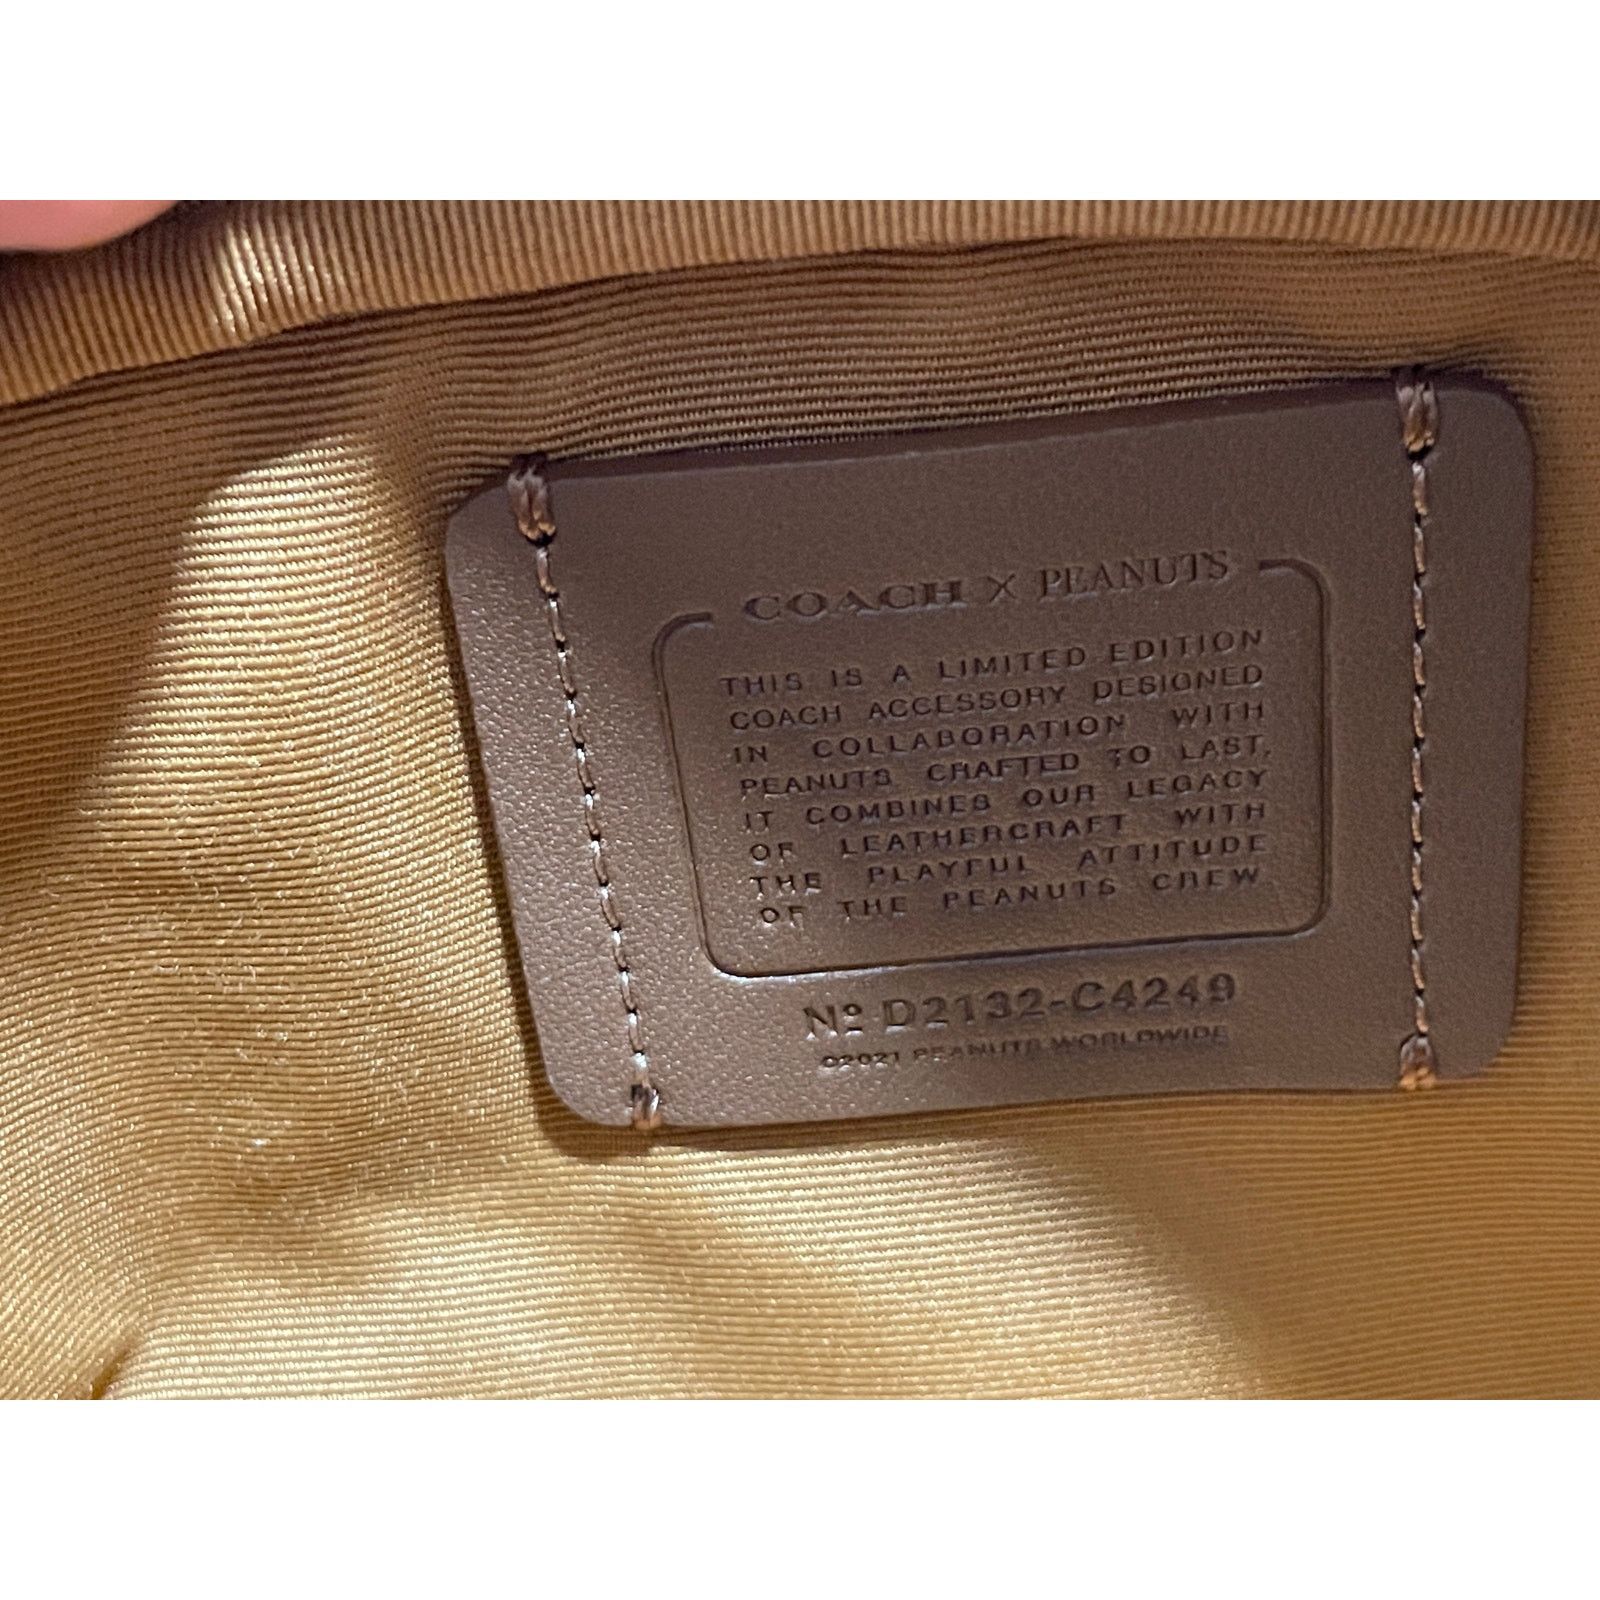 COACH × PEANUTS
THIS IS A LIMITED EDITION
COACH ACCESSORY DESIGNED
IN COLLABORATION WITH
PEANUTS CRAFTED TO LAST,
IT COMBINES OUR LEGACY
OF LEATHERCRAFT WITH
THE PLAYFUL ATTITUDE
OF THE PEANUTS CREW
Nº D2132-C4249
©2021 PEANUTS WORLDWIDE